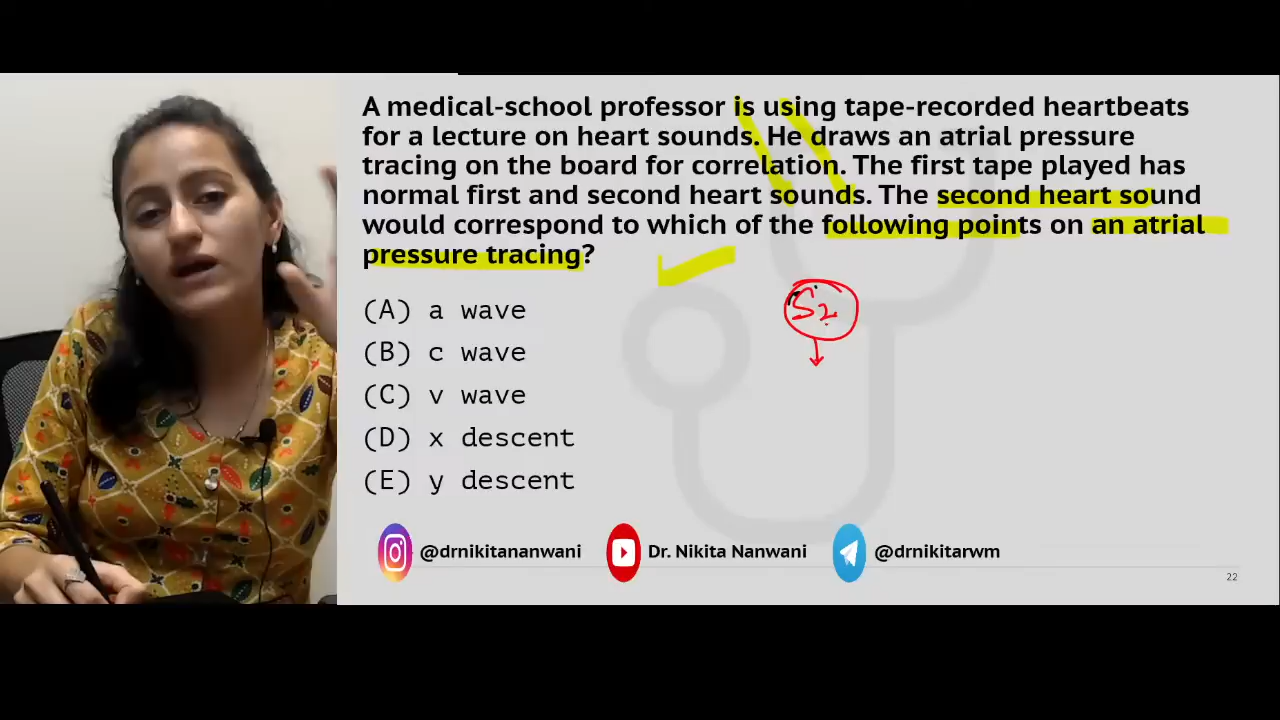 A medical-school professor is using tape-recorded heartbeats
for a lecture on heart sounds. He draws an atrial pressure
tracing on the board for correlation. The first tape played has
normal first and second heart sounds. The second heart sound
would correspond to which of the following points on an atrial
pressure tracing?
(A) a wave
(B) c wave
(C) v wave
(D) x descent
(E) y descent
S2
@drnikitananwani
Dr. Nikita Nanwani
@drnikitarwm
22